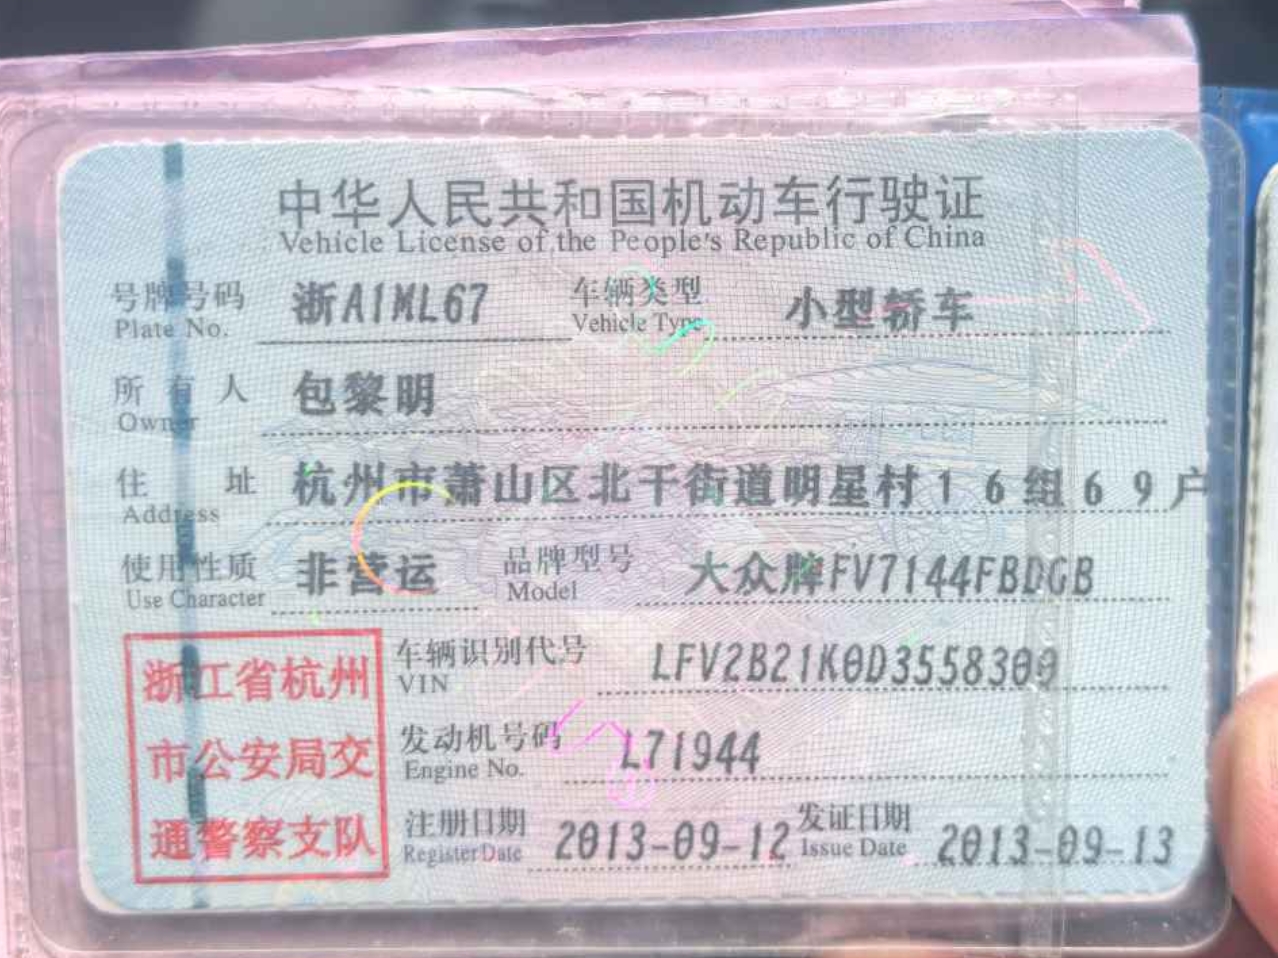 中华人民共和国机动车行驶证
Vehicle License of the People's Republic of China
号牌号码 浙A1ML67 车辆类型 小型轿车
Plate No. Vehicle Type
所有人 包黎明
Owner
住址 杭州市萧山区北干街道明星村16组69户
Address
使用性质 非营运 品牌型号 大众牌FV7144FBDGB
Use Character Model
车辆识别代号 LFV2B21K0D3558300
VIN
浙江省杭州
市公安局交
通警察支队
发动机号码 L71944
Engine No.
注册日期 2013-09-12 发证日期 2013-09-13
Register Date Issue Date